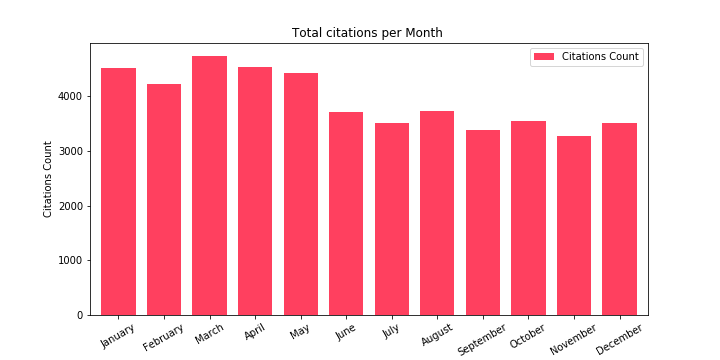 Total citations per Month
Citations Count
Citations Count
4000
3000
2000
1000
0
January
February
March
April
May
June
July
August
September
October
November
December